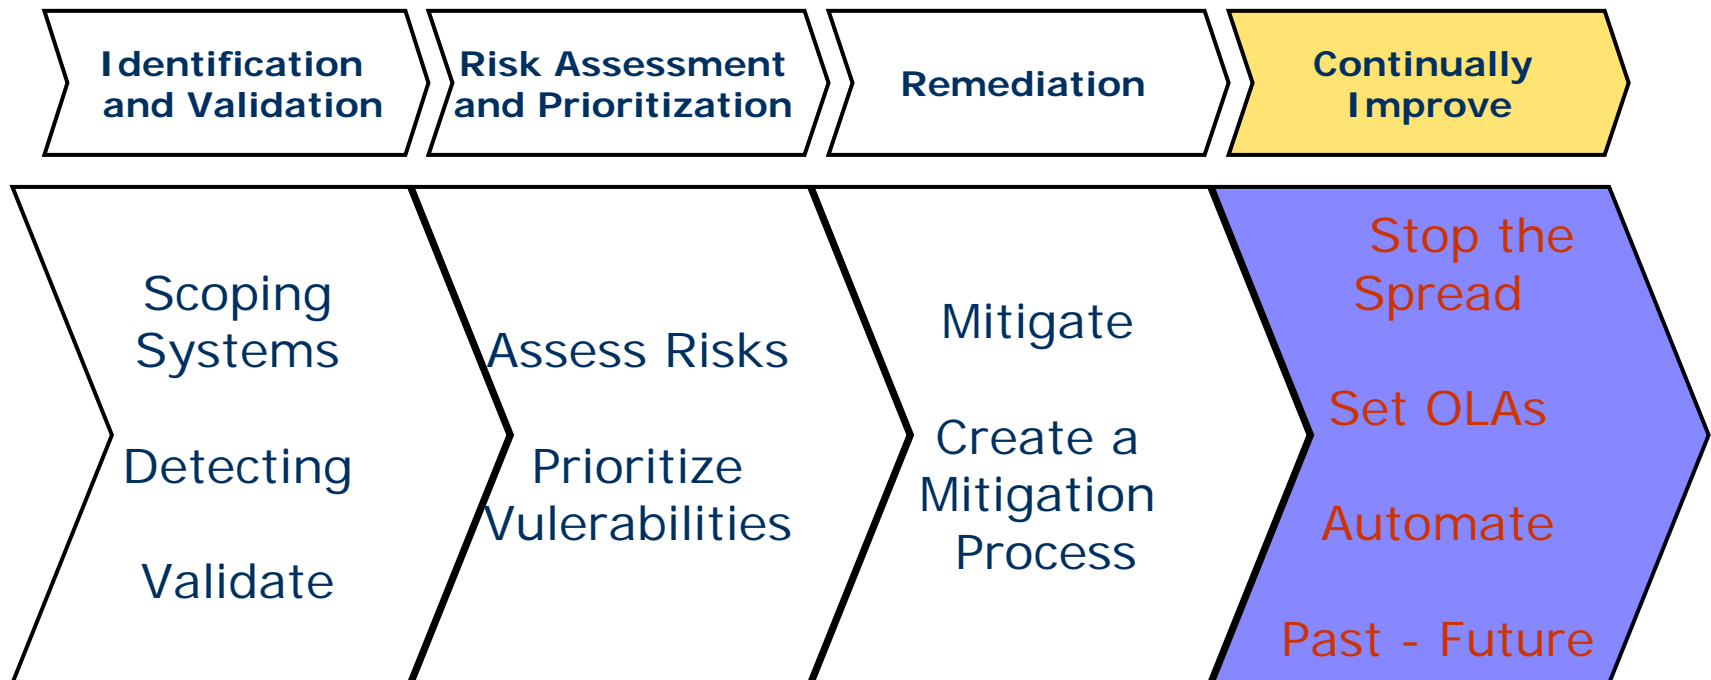 Identification
and Validation
Risk Assessment
and Prioritization
Remediation
Continually
Improve
Scoping
Systems
Detecting
Validate
Assess Risks
Prioritize
Vulerabilities
Mitigate
Create a
Mitigation
Process
Stop the
Spread
Set OLAs
Automate
Past - Future